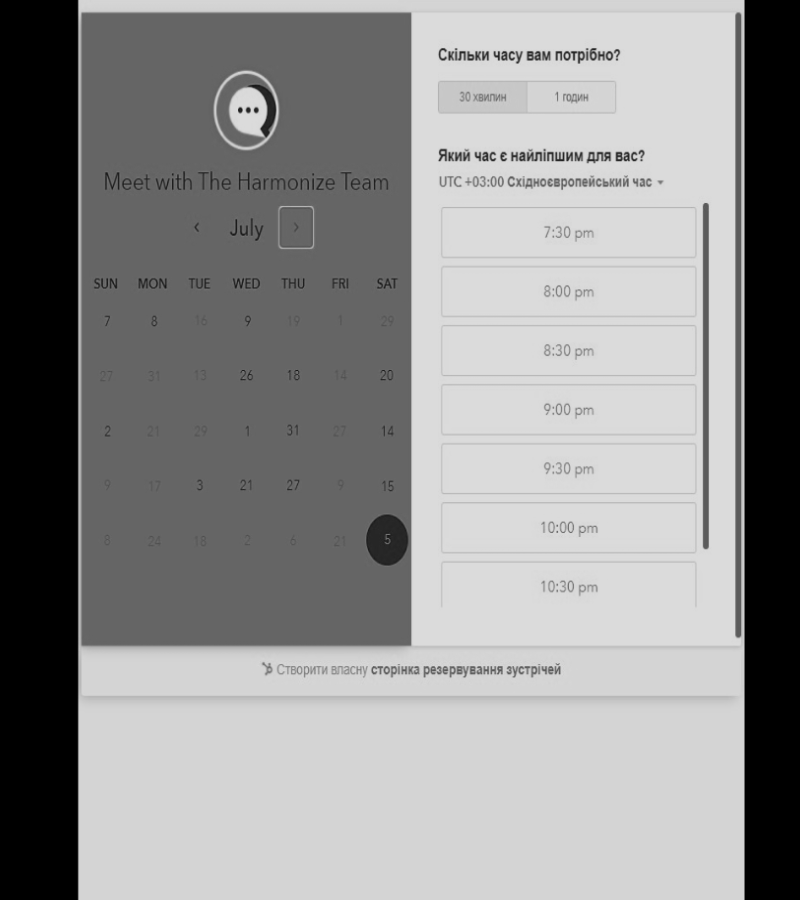 Meet with The Harmonize Team
July
SUN MON TUE WED THU FRI SAT
7 8 16 9 19 1 29
27 31 13 26 18 14 20
2 21 29 1 31 27 14
9 17 3 21 27 9 15
8 24 18 2 6 21 5
Скільки часу вам потрібно?
30 хвилин 1 годин
Який час є найліпшим для вас?
UTC +03:00 Східноєвропейський час
7:30 pm
8:00 pm
8:30 pm
9:00 pm
9:30 pm
10:00 pm
10:30 pm
Створити власну сторінка резервування зустрічей